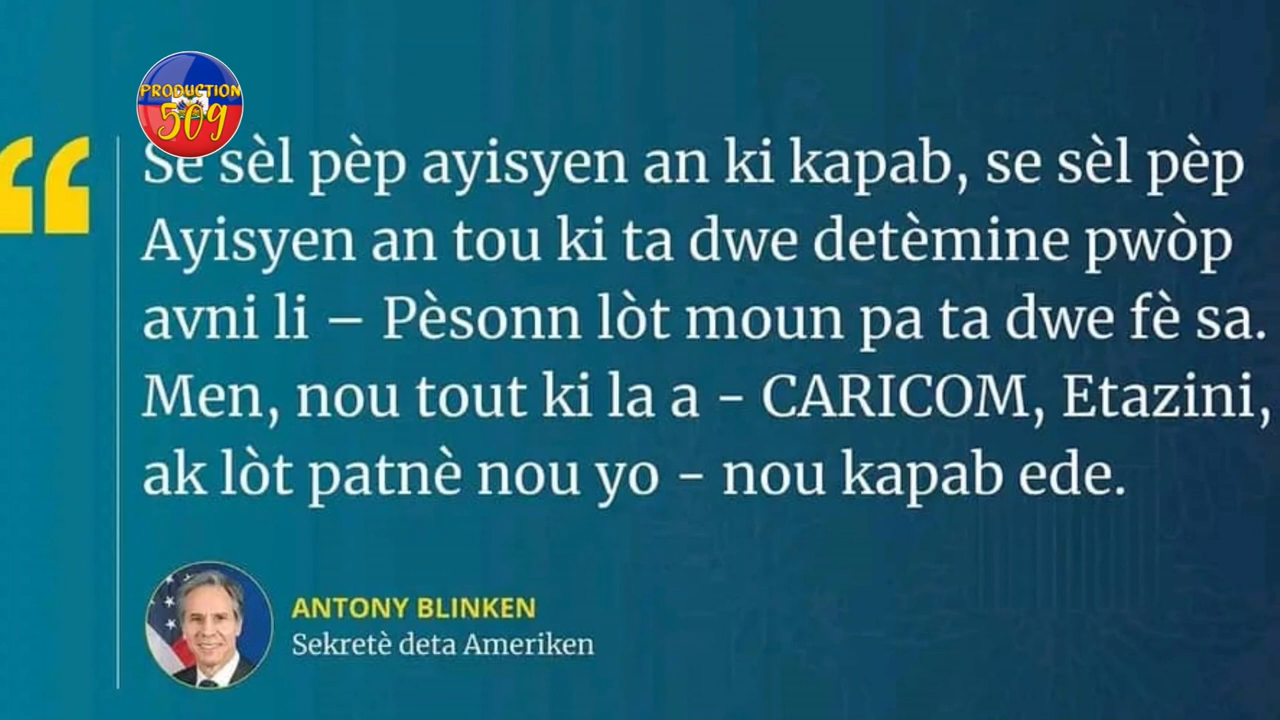 PRODUCTION
509
Se sèl pèp ayisyen an ki kapab, se sèl pèp
Ayisyen an tou ki ta dwe detèmine pwòp
avni li – Pèsonn lòt moun pa ta dwe fè sa.
Men, nou tout ki la a - CARICOM, Etazini,
ak lòt patnè nou yo - nou kapab ede.
ANTONY BLINKEN
Sekretè deta Ameriken